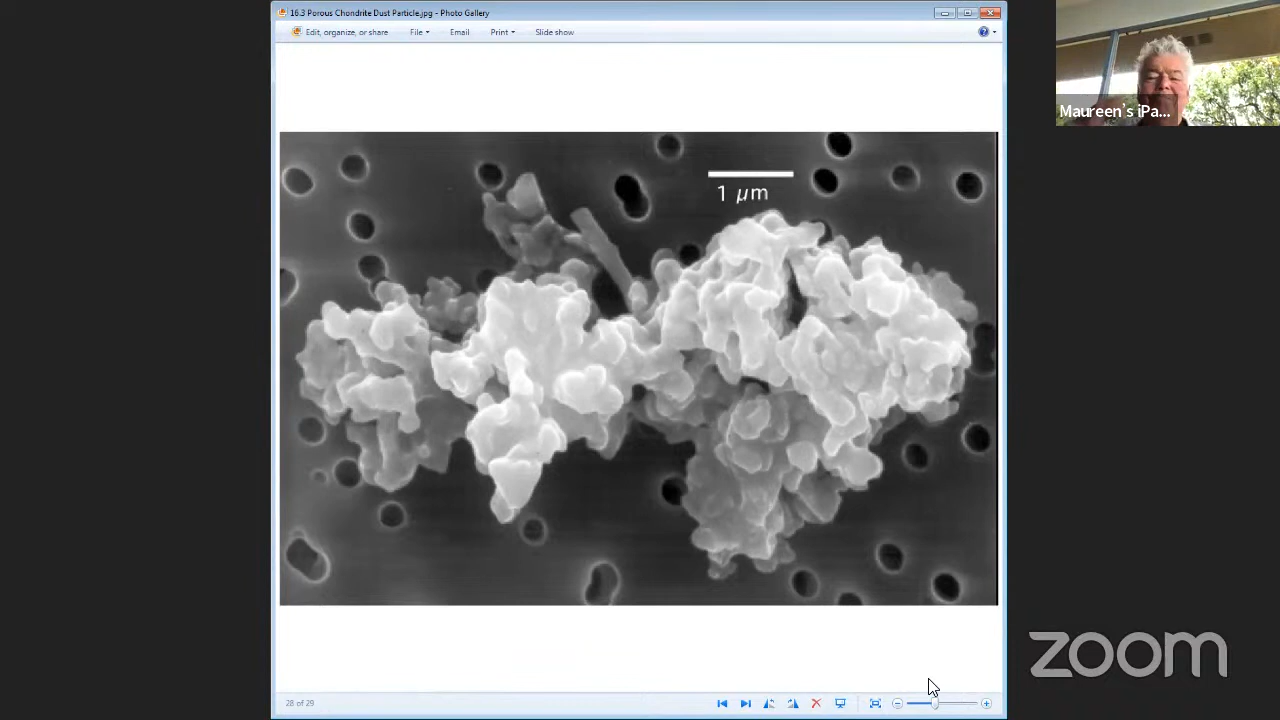 16.3 Porous Chondrite Dust Particle.jpg - Photo Gallery
Edit, organize, or share File Email Print Slide show
Maureen's iPa...
1 μm
zoom
28 of 29